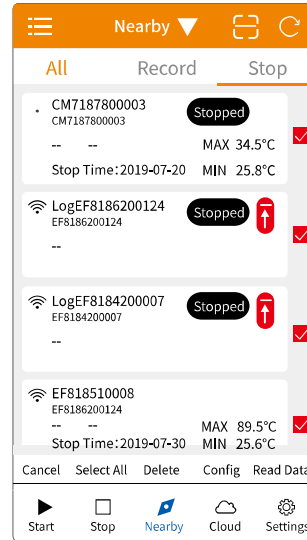 Nearby
All Record Stop
CM7187800003 Stopped
CM7187800003
-- -- MAX 34.5°C
Stop Time:2019-07-20 MIN 25.8°C
LogEF8186200124 Stopped
EF8186200124
--
LogEF8184200007 Stopped
EF8184200007
--
EF818510008
EF8186200124
-- -- MAX 89.5°C
Stop Time:2019-07-30 MIN 25.6°C
Cancel Select All Delete Config Read Data
Start Stop Nearby Cloud Settings